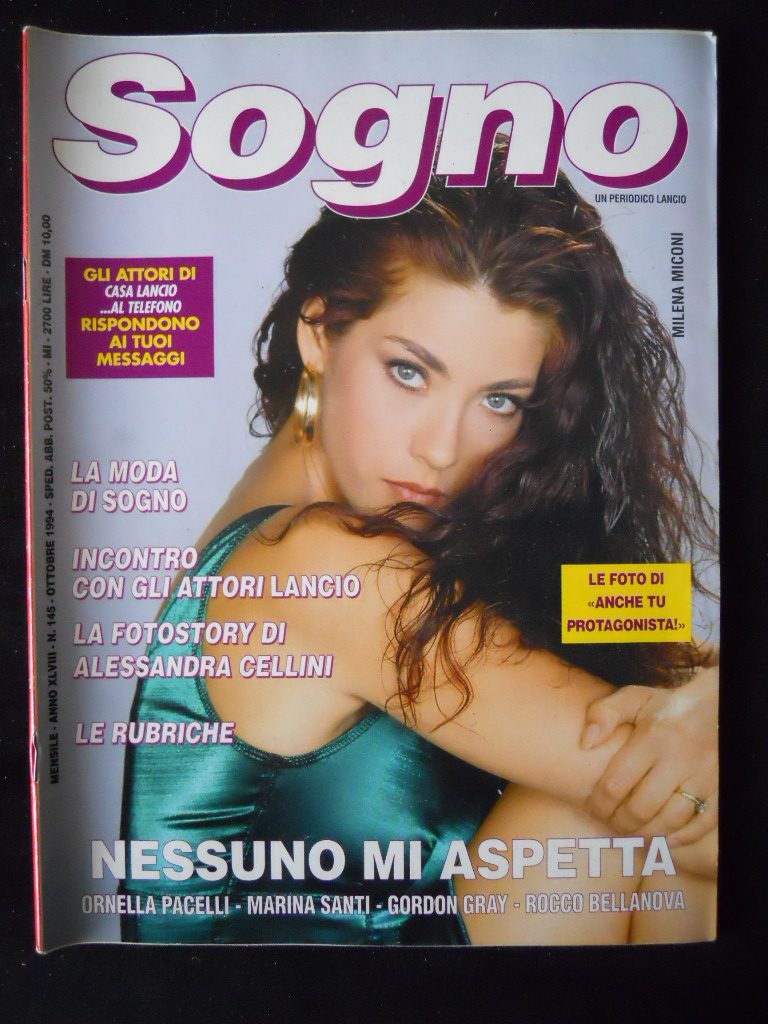 Sogno
UN PERIODICO LANCIO
MILENA MICONI
GLI ATTORI DI
CASA LANCIO
...AL TELEFONO
RISPONDONO
AI TUOI
MESSAGGI
MENSILE - ANNO XLVIII - N. 145 - OTTOBRE 1994 - SPED. ABB. POST. 50% - MI - 2700 LIRE - DM 10,00
LA MODA
DI SOGNO
INCONTRO
CON GLI ATTORI LANCIO
LA FOTOSTORY DI
ALESSANDRA CELLINI
LE RUBRICHE
LE FOTO DI
«ANCHE TU
PROTAGONISTA!»
NESSUNO MI ASPETTA
ORNELLA PACELLI - MARINA SANTI - GORDON GRAY - ROCCO BELLANOVA